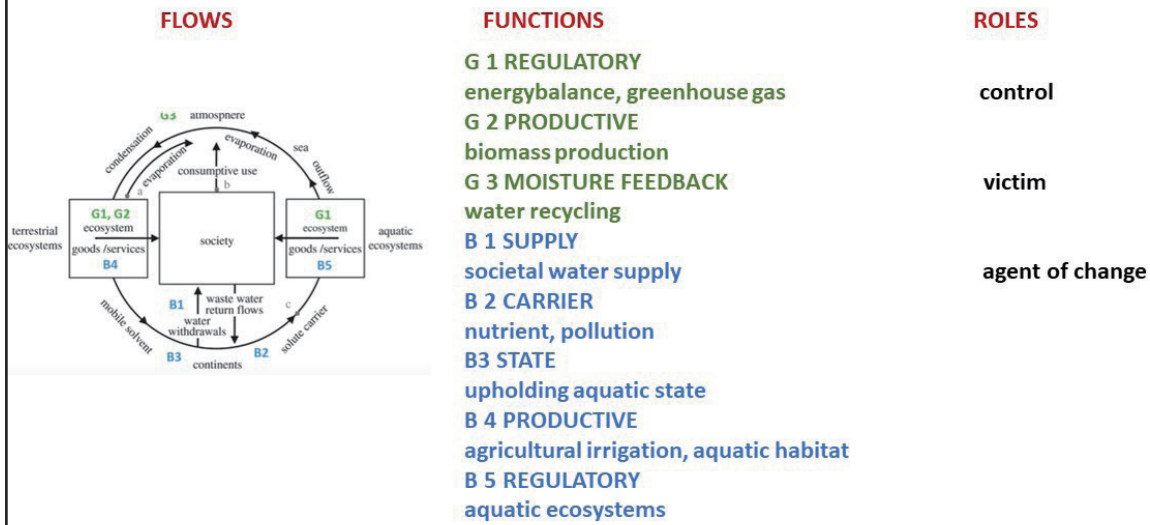 FLOWS
G3 atmospnere
condensation
evaporation
a
evaporation
sea
outflow
consumptive use
b
terrestrial
ecosystems
G1, G2
ecosystem
goods /services
B4
society
G1
ecosystem
goods /services
B5
aquatic
ecosystems
mobile solvent
B1
waste water
return flows
water
withdrawals
c
solute carrier
B3
B2
continents
FUNCTIONS
G 1 REGULATORY
energybalance, greenhouse gas
G 2 PRODUCTIVE
biomass production
G 3 MOISTURE FEEDBACK
water recycling
B 1 SUPPLY
societal water supply
B 2 CARRIER
nutrient, pollution
B3 STATE
upholding aquatic state
B 4 PRODUCTIVE
agricultural irrigation, aquatic habitat
B 5 REGULATORY
aquatic ecosystems
ROLES
control
victim
agent of change